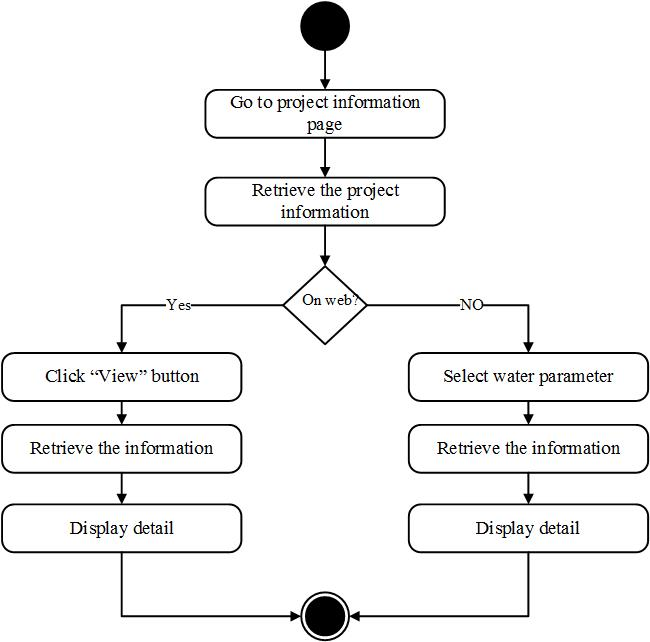 Go to project information
page
Retrieve the project
information
On web?
Yes
NO
Click “View” button
Select water parameter
Retrieve the information
Retrieve the information
Display detail
Display detail